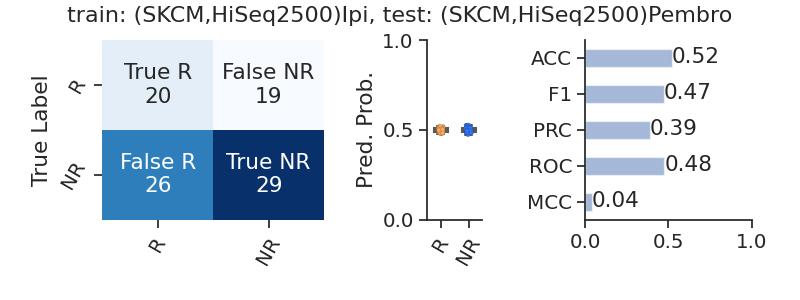 train: (SKCM,HiSeq2500)Ipi, test: (SKCM,HiSeq2500)Pembro
True Label
R
NR
True R
20
False NR
19
False R
26
True NR
29
R
NR
Pred. Prob.
1.0
0.5
0.0
R
NR
ACC
0.52
F1
0.47
PRC
0.39
ROC
0.48
MCC
0.04
0.0
0.5
1.0